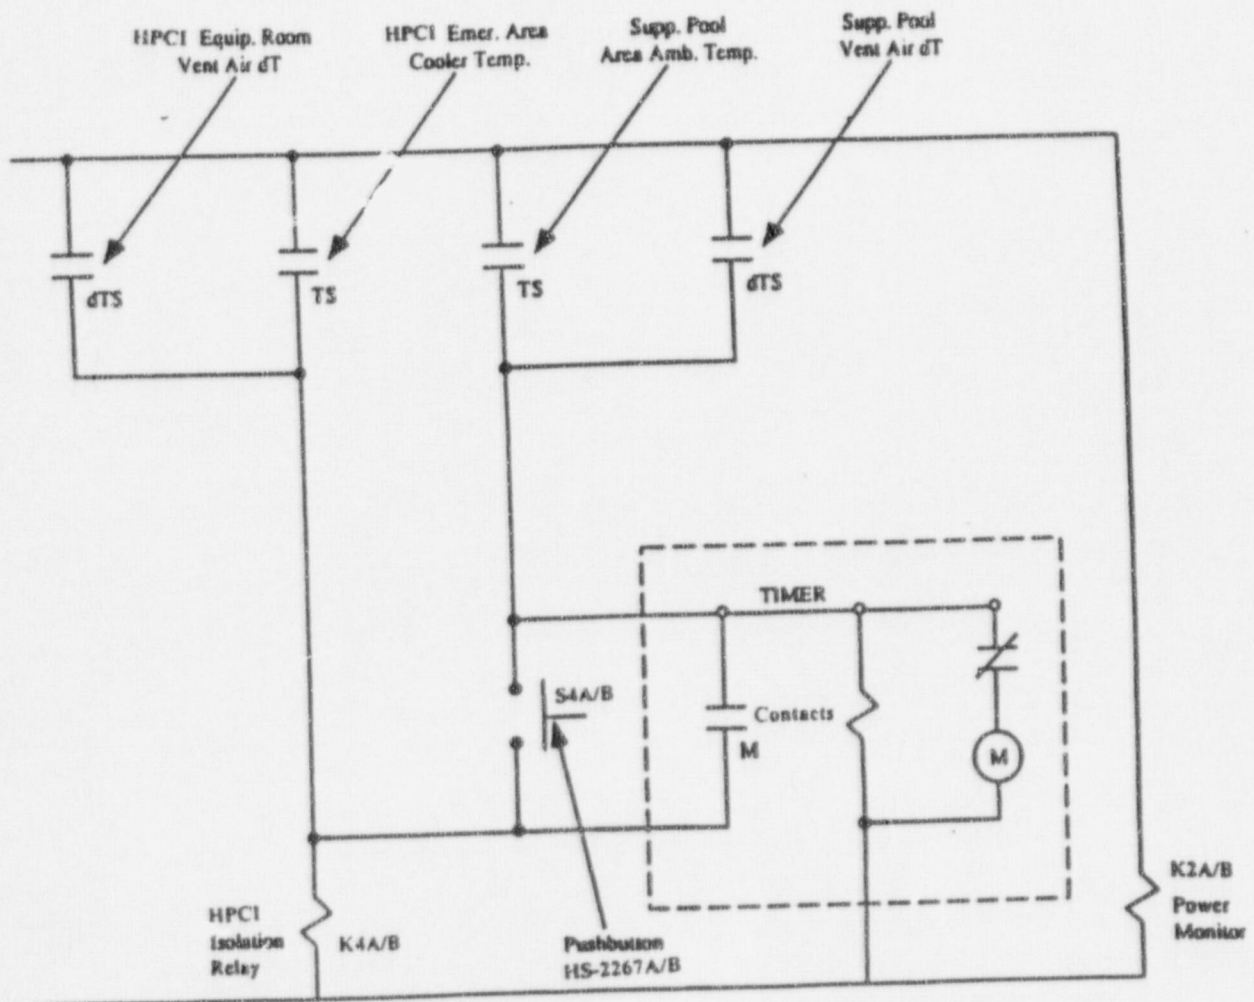 HPCI Equip. Room
Vent Air dT
HPCI Emer. Area
Cooler Temp.
Supp. Pool
Area Amb. Temp.
Supp. Pool
Vent Air dT
dTS
TS
TS
dTS
TIMER
S4A/B
Contacts
M
M
HPCI
Isolation
Relay
K4A/B
Pushbutton
HS-2267A/B
K2A/B
Power
Monitor